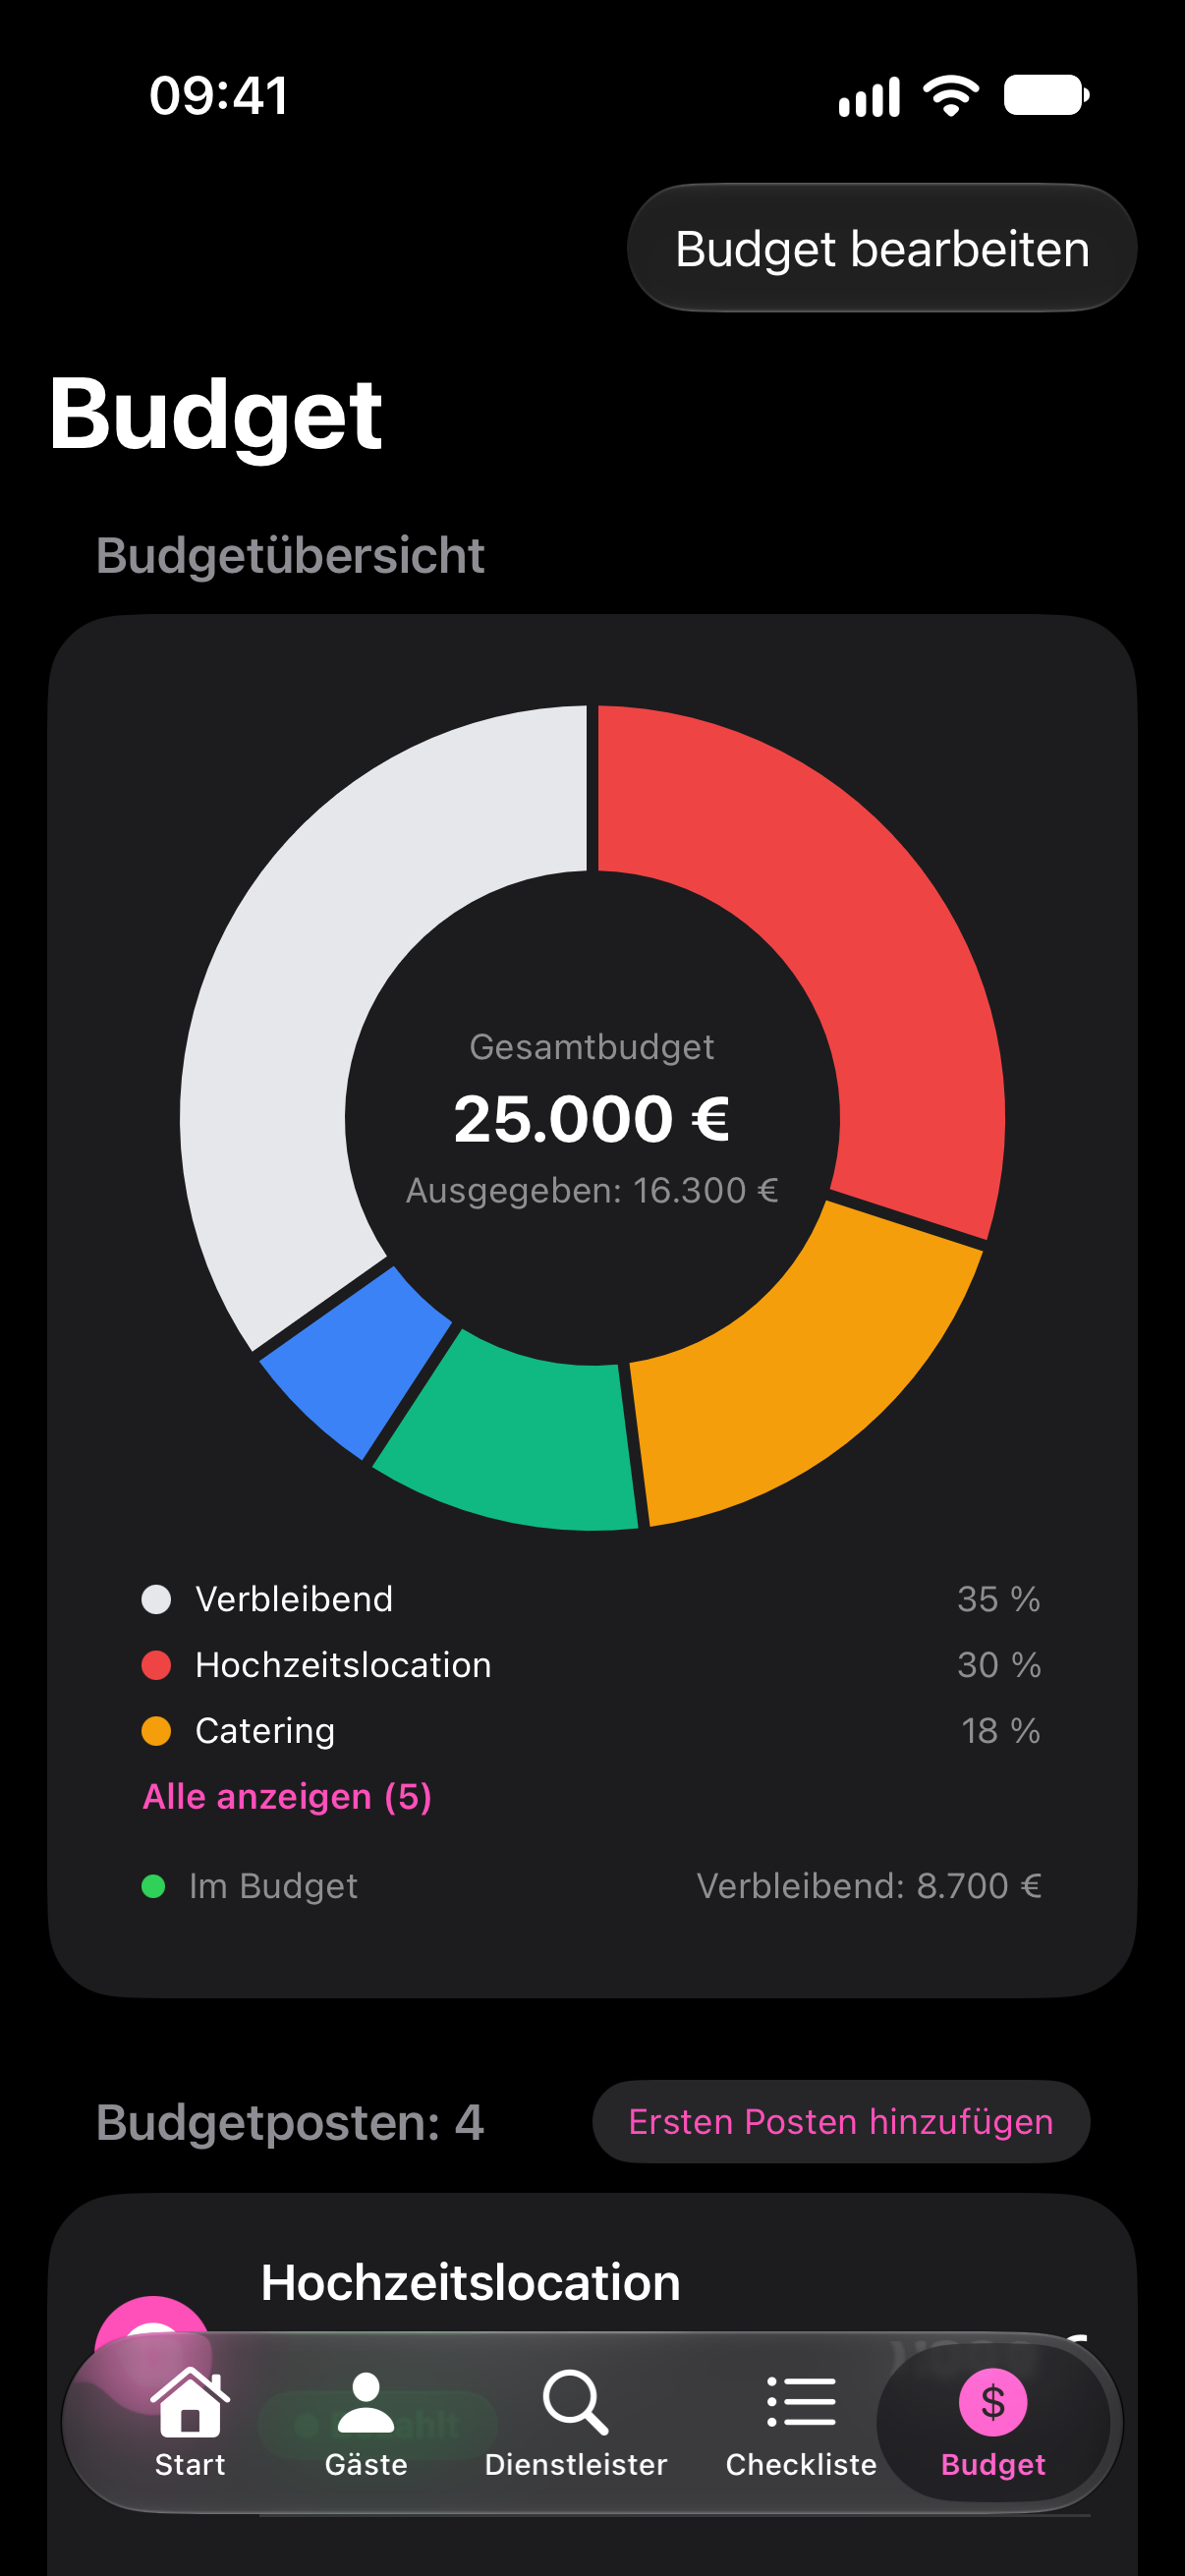 09:41
Budget bearbeiten
Budget
Budgetübersicht
Gesamtbudget
25.000 €
Ausgegeben: 16.300 €
Verbleibend 35 %
Hochzeitslocation 30 %
Catering 18 %
Alle anzeigen (5)
Im Budget Verbleibend: 8.700 €
Budgetposten: 4 Ersten Posten hinzufügen
Hochzeitslocation
€
Start Gäste Dienstleister Checkliste Budget